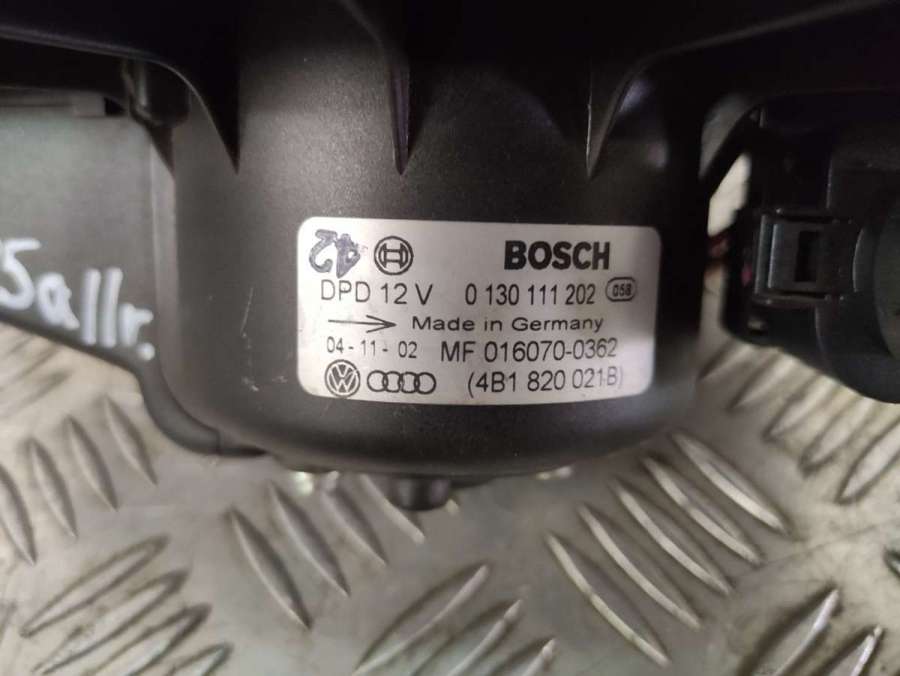 42 BOSCH
DPD 12 V 0 130 111 202 058
Made in Germany
04-11-02 MF 016070-0362
(4B1 820 021B)
5allr.